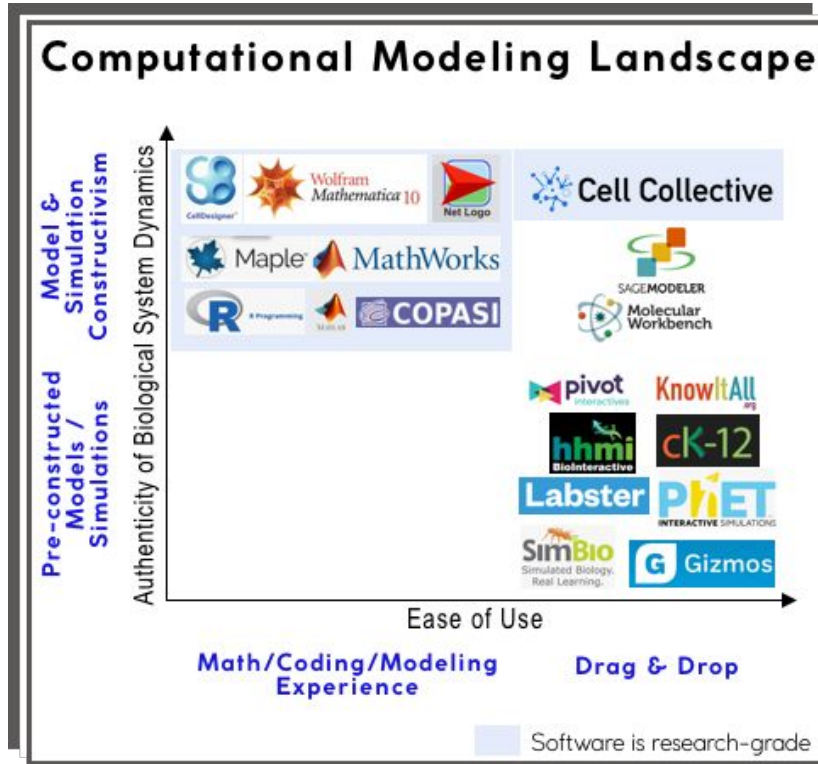 Computational Modeling Landscape
Model &
Simulation
Constructivism
Pre-constructed
Models /
Simulations
Authenticity of Biological System Dynamics
CellDesigner™
Wolfram
Mathematica 10
Net Logo
Cell Collective
Maple
MathWorks
SAGEMODELER
R R Programming
MATLAB
COPASI
Molecular
Workbench
pivot
interactives
KnowItAll
.org
hhmi
BioInteractive
cK-12
Labster
PhET
INTERACTIVE SIMULATIONS
SimBio
Simulated Biology.
Real Learning.
G Gizmos
Ease of Use
Math/Coding/Modeling
Experience
Drag & Drop
Software is research-grade